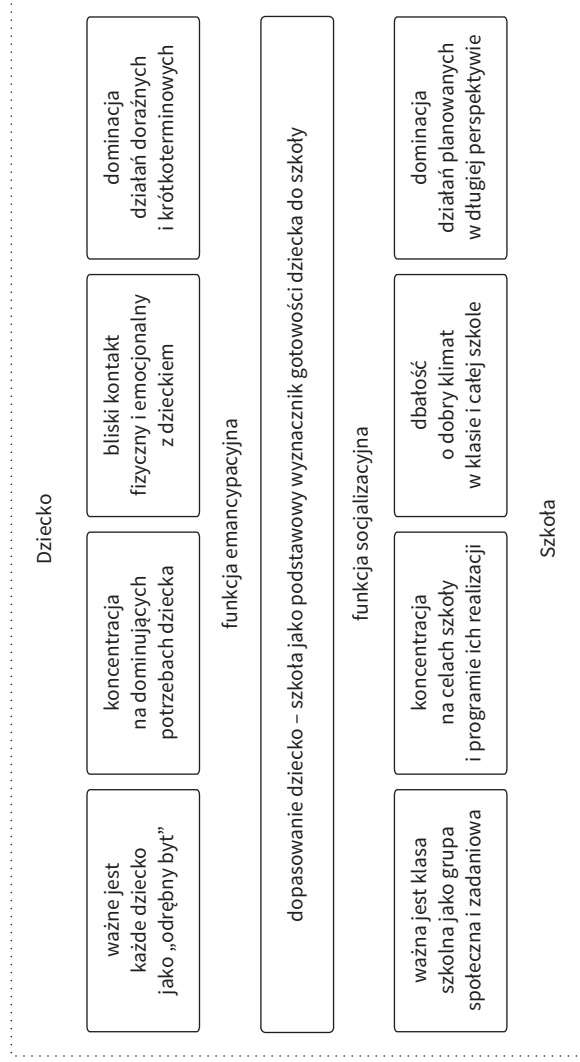 Dziecko
ważne jest
każde dziecko
jako „odrębny byt”
koncentracja
na dominujących
potrzebach dziecka
bliski kontakt
fizyczny i emocjonalny
z dzieckiem
dominacja
działań doraźnych
i krótkoterminowych
funkcja emancypacyjna
dopasowanie dziecko – szkoła jako podstawowy wyznacznik gotowości dziecka do szkoły
funkcja socjalizacyjna
ważna jest klasa
szkolna jako grupa
społeczna i zadaniowa
koncentracja
na celach szkoły
i programie ich realizacji
dbałość
o dobry klimat
w klasie i całej szkole
dominacja
działań planowanych
w długiej perspektywie
Szkoła